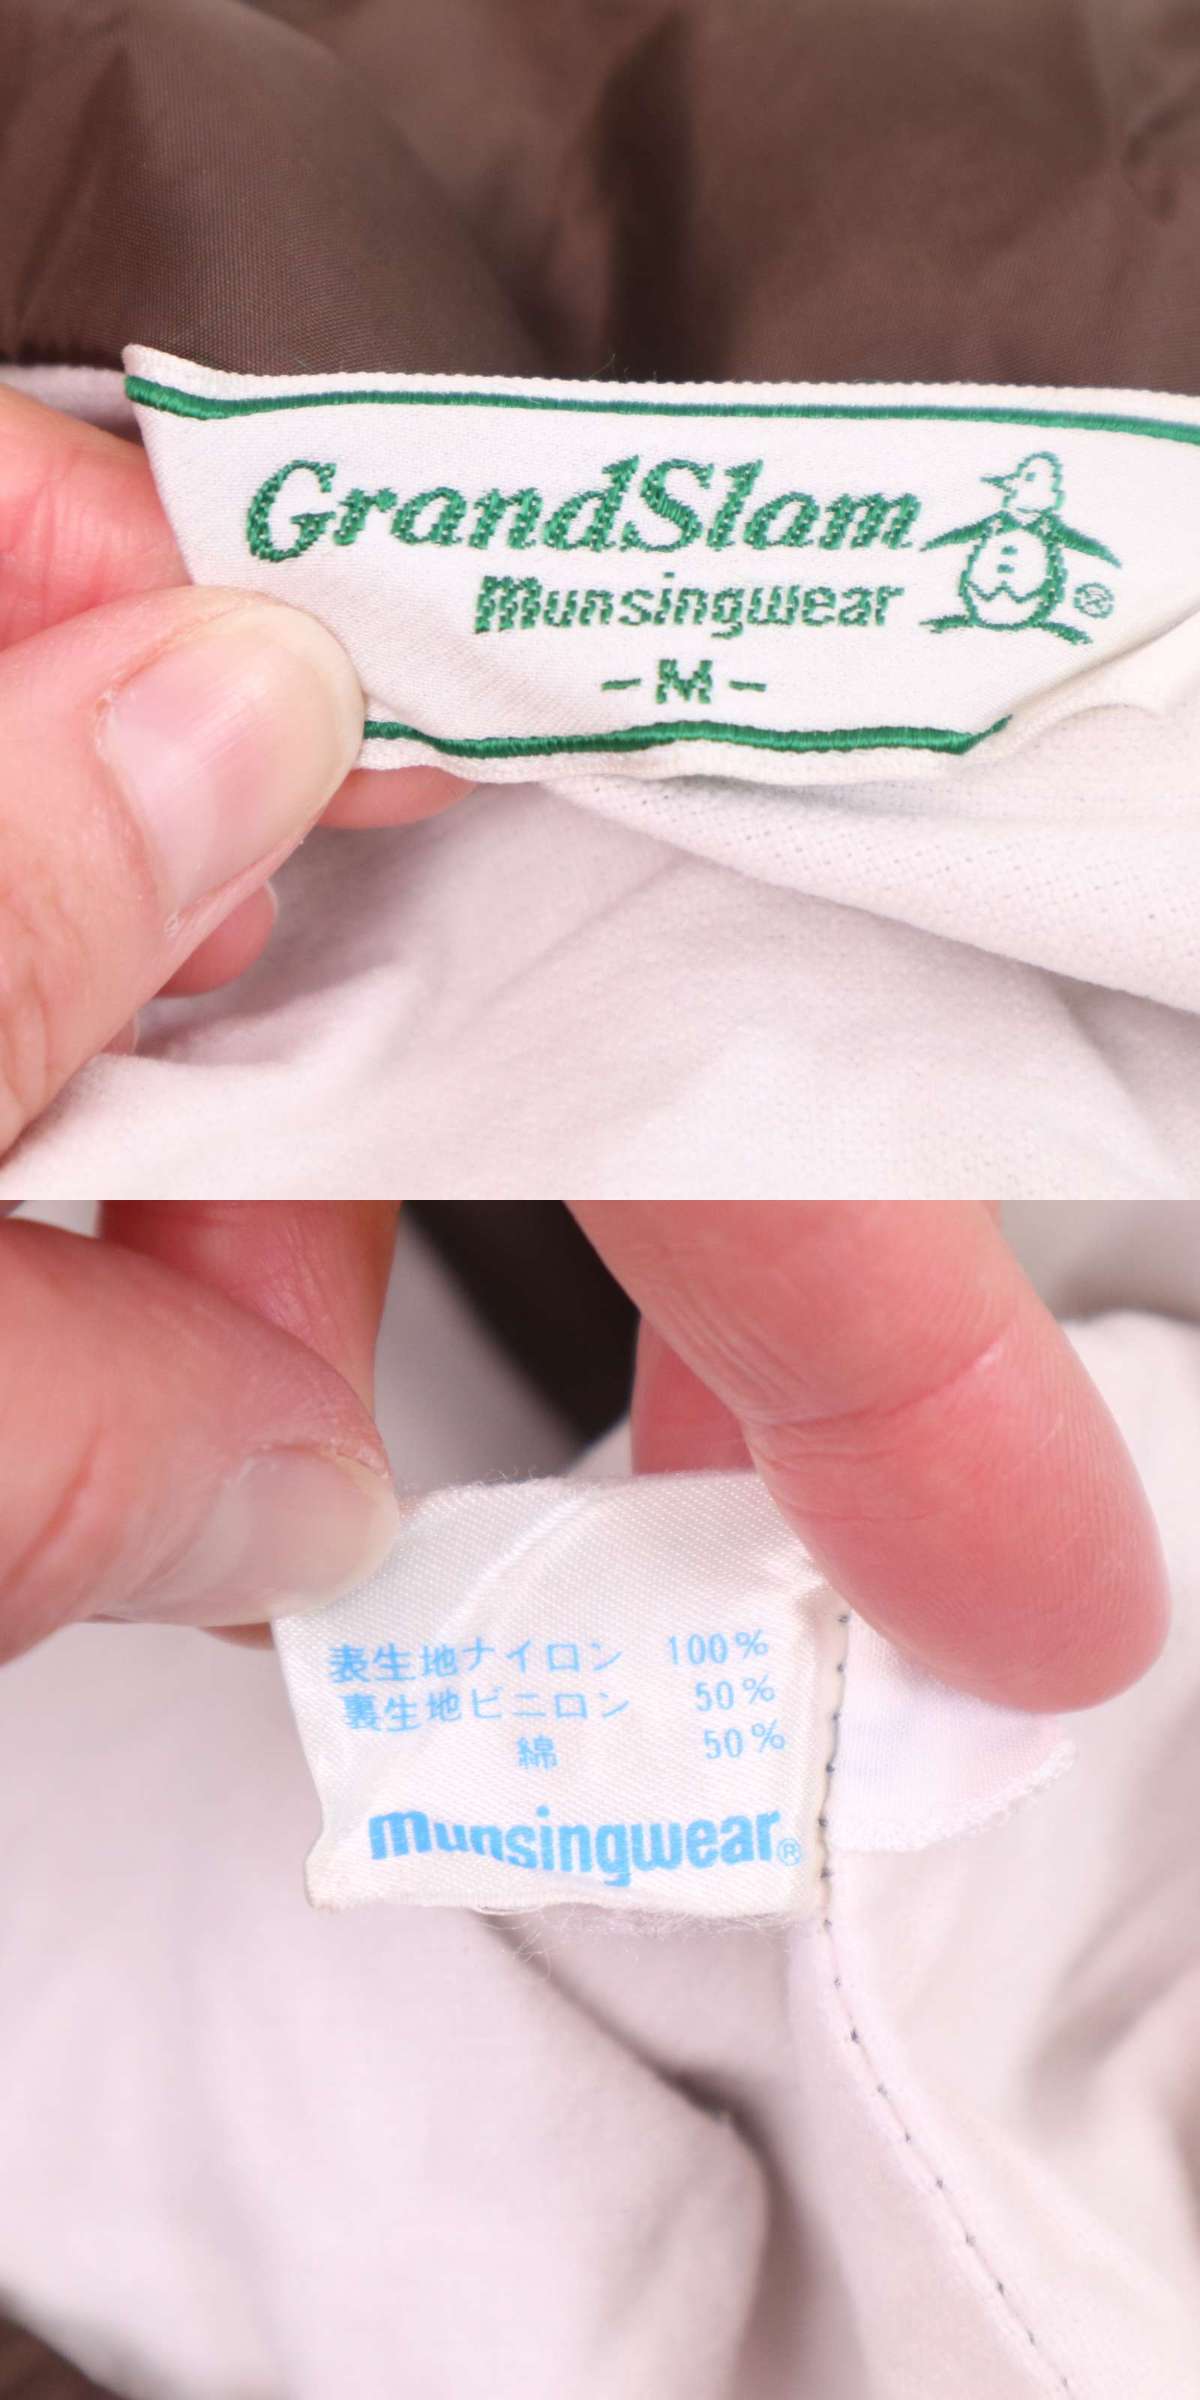 GrandSlam
Munsingwear ®
- M -
表生地ナイロン 100%
裏生地ビニロン 50%
綿 50%
munsingwear®